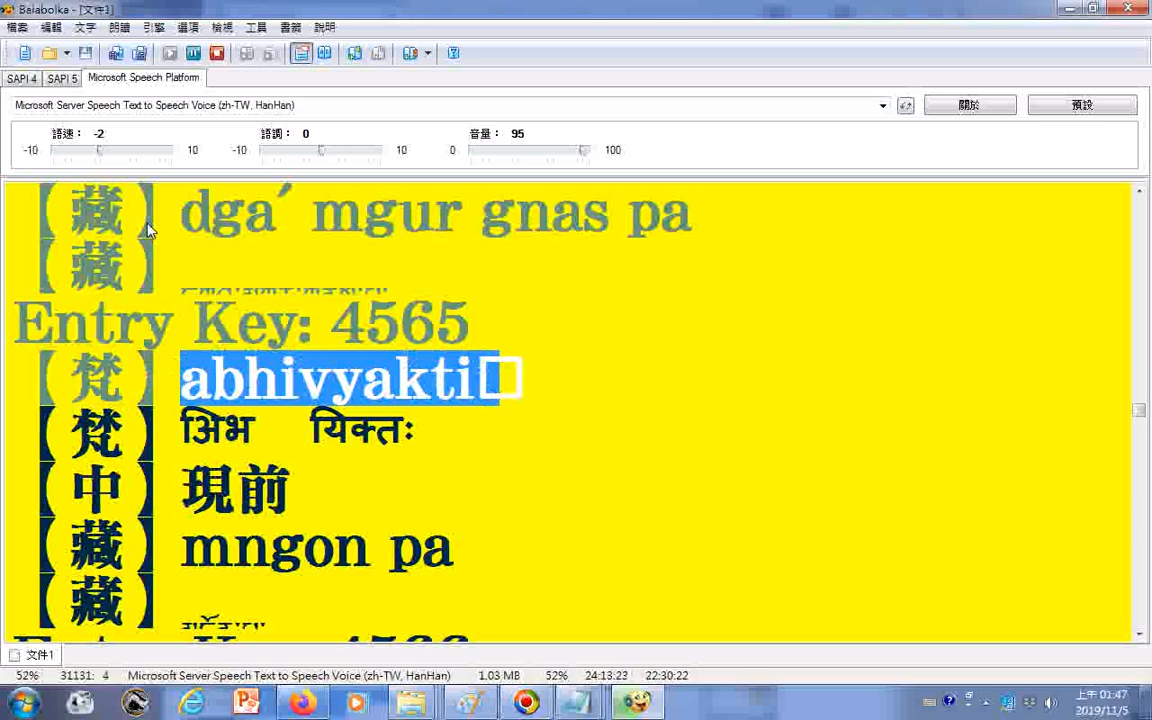 Balabolka - [文件1]
檔案 編輯 文字 朗讀 引擎 選項 檢視 工具 書籤 說明
SAPI 4 SAPI 5 Microsoft Speech Platform
Microsoft Server Speech Text to Speech Voice (zh-TW, HanHan) 關於 預設
語速： -2 語調： 0 音量： 95
-10 10 -10 10 0 100
【藏】 dga´ mgur gnas pa
【藏】
Entry Key: 4565
【梵】 abhivyakti□
【梵】 अिभ यिक्तः
【中】 現前
【藏】 mngon pa
【藏】
Entry Key: 4566
文件1
52% 31131: 4 Microsoft Server Speech Text to Speech Voice (zh-TW, HanHan) 1.03 MB 52% 24:13:23 22:30:22
上午 01:47
2019/11/5